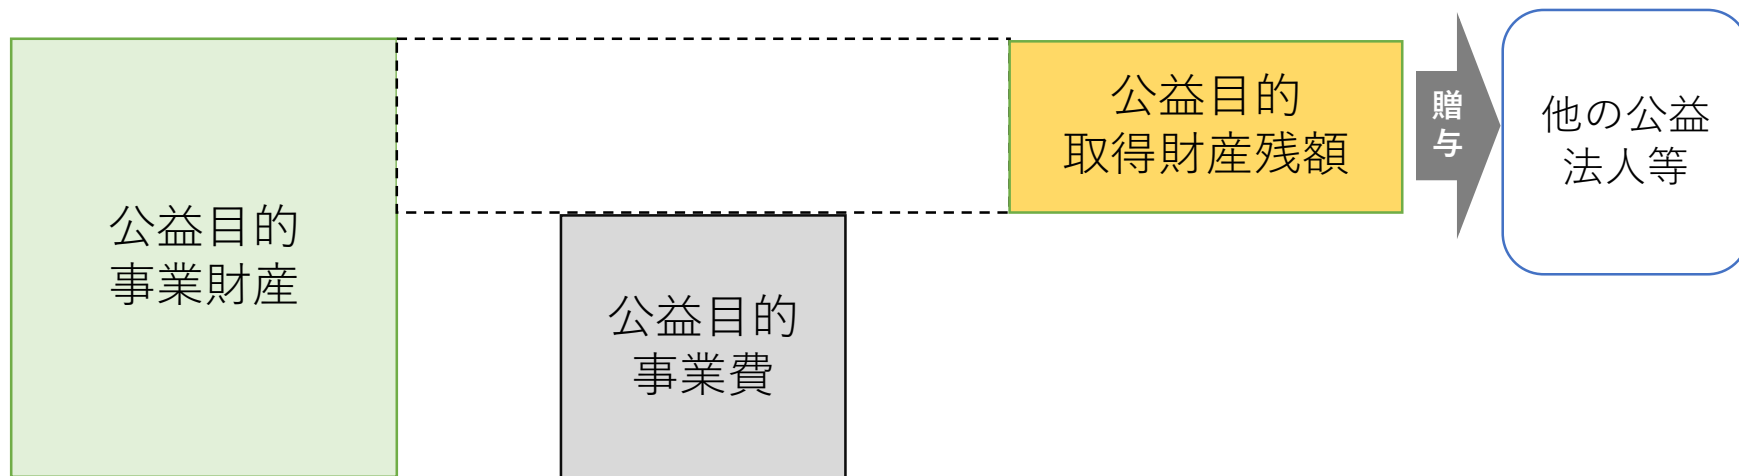 公益目的
事業財産
公益目的
事業費
公益目的
取得財産残額
贈
与
他の公益
法人等